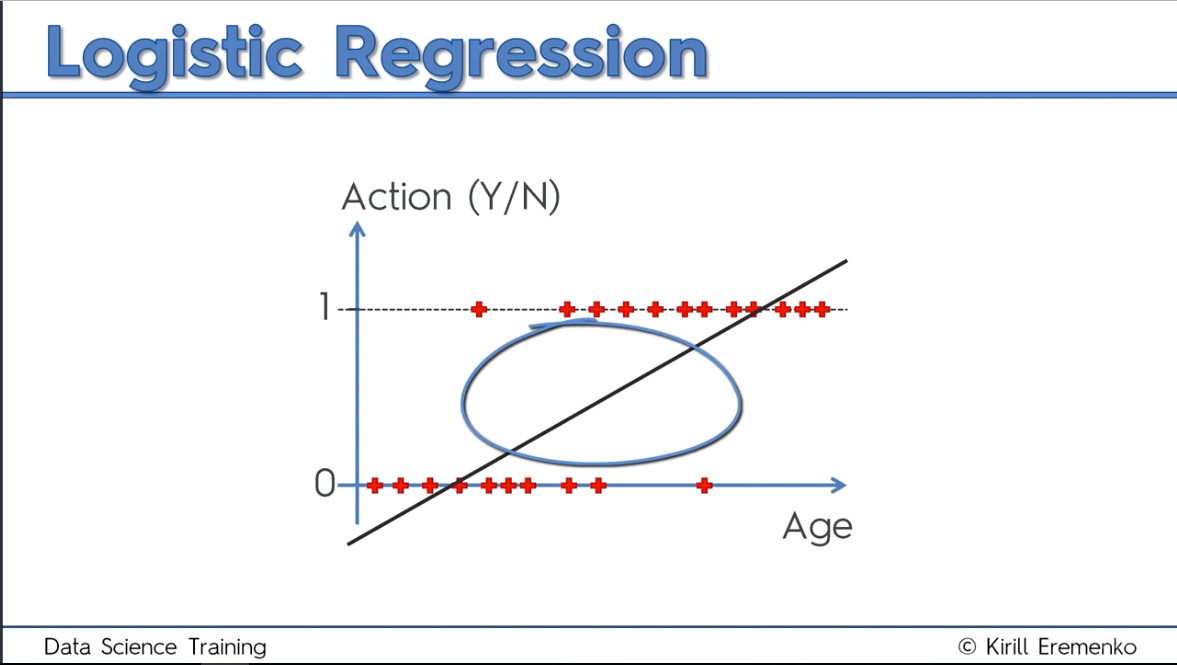 Logistic Regression
Action (Y/N)
1
0
Age
Data Science Training
© Kirill Eremenko